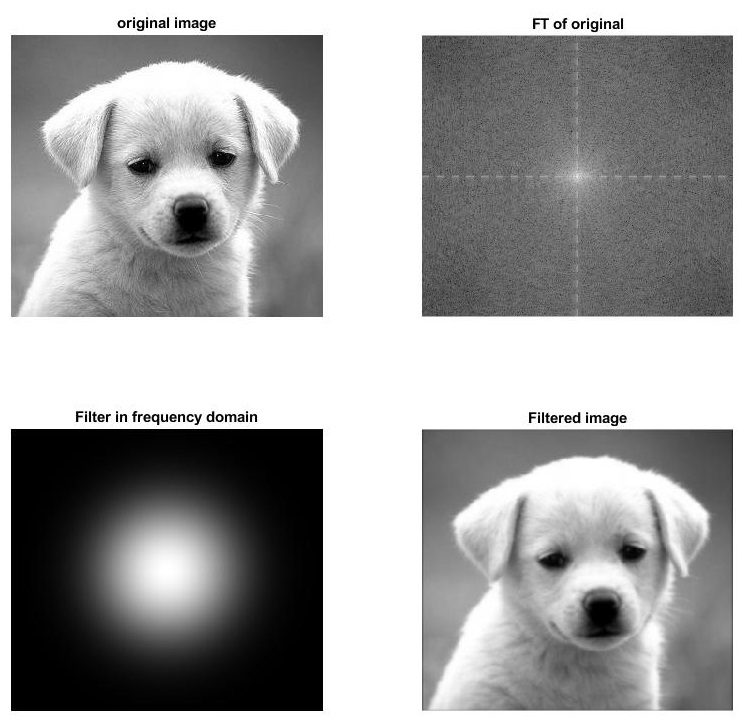 original image
FT of original
Filter in frequency domain
Filtered image